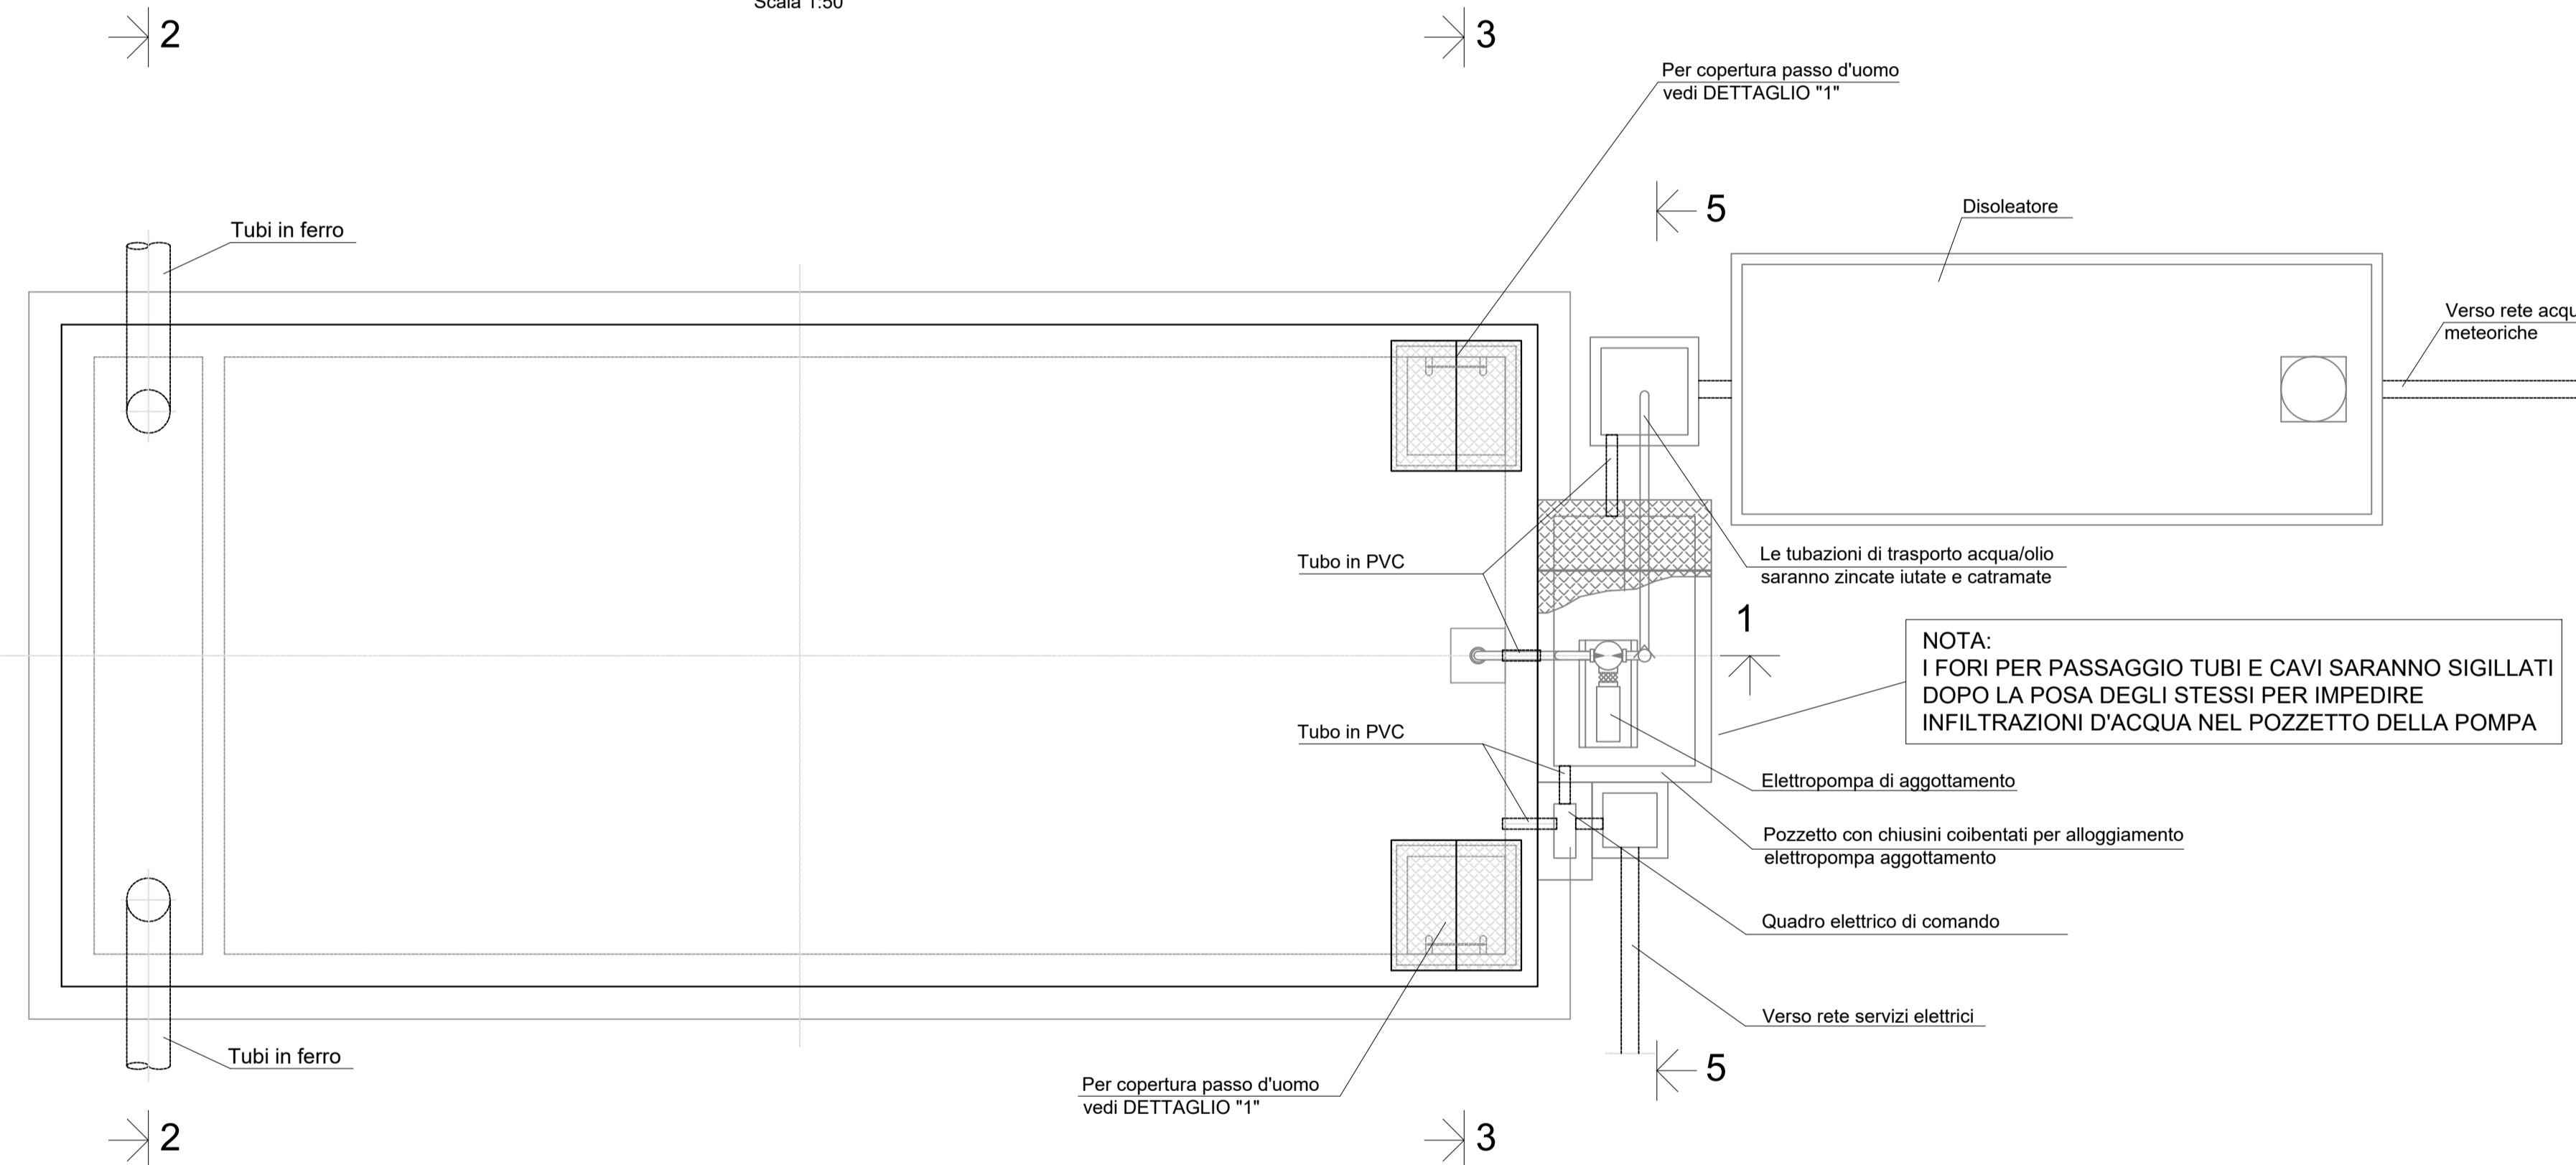 Scala 1:50
2
3
Per copertura passo d'uomo
vedi DETTAGLIO "1"
5
Disoleatore
Tubi in ferro
Verso rete acqu
meteoriche
Tubo in PVC
Le tubazioni di trasporto acqua/olio
saranno zincate iutate e catramate
1
NOTA:
I FORI PER PASSAGGIO TUBI E CAVI SARANNO SIGILLATI
DOPO LA POSA DEGLI STESSI PER IMPEDIRE
INFILTRAZIONI D'ACQUA NEL POZZETTO DELLA POMPA
Tubo in PVC
Elettropompa di aggottamento
Pozzetto con chiusini coibentati per alloggiamento
elettropompa aggottamento
Quadro elettrico di comando
Verso rete servizi elettrici
Tubi in ferro
5
Per copertura passo d'uomo
vedi DETTAGLIO "1"
2
3